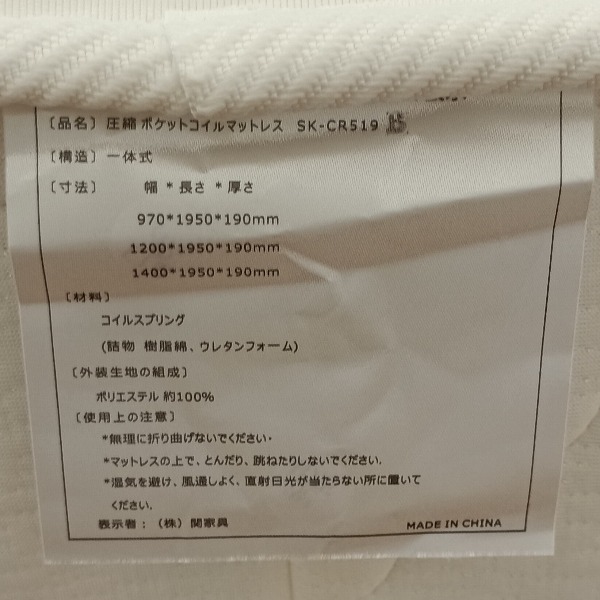 〔品名〕 圧縮 ポケットコイルマットレス SK-CR519
〔構造〕 一体式
〔寸法〕 幅 * 長さ * 厚さ
970*1950*190mm
1200*1950*190mm
1400*1950*190mm
〔材料〕
コイルスプリング
(詰物 樹脂綿、ウレタンフォーム)
〔外装生地の組成〕
ポリエステル 約100%
〔使用上の注意〕
*無理に折り曲げないでください・
*マットレスの上で、とんだり、跳ねたりしないでください.
*湿気を避け、風通しよく、直射日光が当たらない所に置いて
ください.
表示者：（株）関家具
MADE IN CHINA